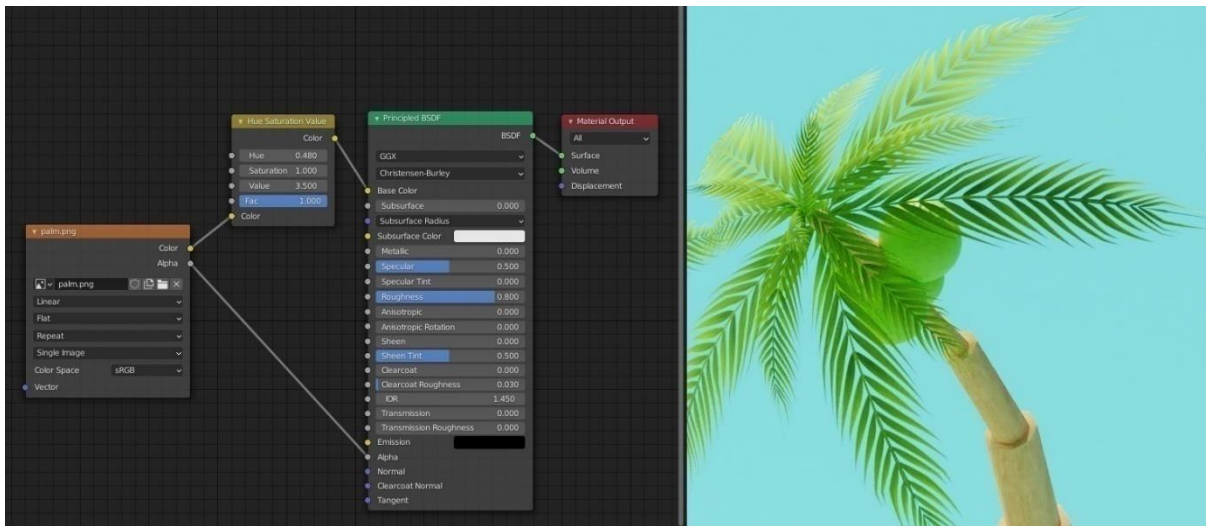 palm.png
Color
Alpha
palm.png
Linear
Flat
Repeat
Single Image
Color Space sRGB
Vector
Hue Saturation Value
Color
Hue 0.480
Saturation 1.000
Value 3.500
Fac 1.000
Color
Principled BSDF
BSDF
GGX
Christensen-Burley
Base Color
Subsurface 0.000
Subsurface Radius
Subsurface Color
Metallic 0.000
Specular 0.500
Specular Tint 0.000
Roughness 0.800
Anisotropic 0.000
Anisotropic Rotation 0.000
Sheen 0.000
Sheen Tint 0.500
Clearcoat 0.000
Clearcoat Roughness 0.030
IOR 1.450
Transmission 0.000
Transmission Roughness 0.000
Emission
Alpha
Normal
Clearcoat Normal
Tangent
Material Output
All
Surface
Volume
Displacement